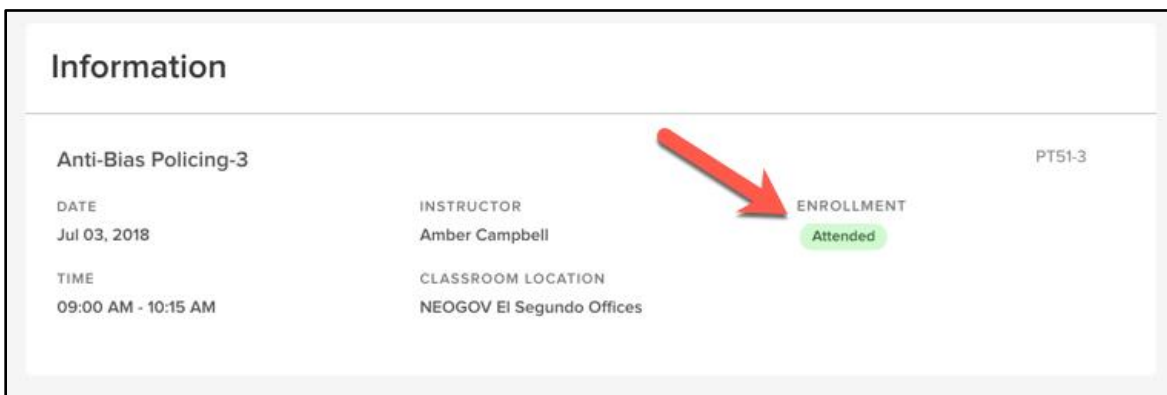 Information
Anti-Bias Policing-3
PT51-3
DATE
INSTRUCTOR
ENROLLMENT
Jul 03, 2018
Amber Campbell
Attended
TIME
CLASSROOM LOCATION
09:00 AM - 10:15 AM
NEOGOV El Segundo Offices